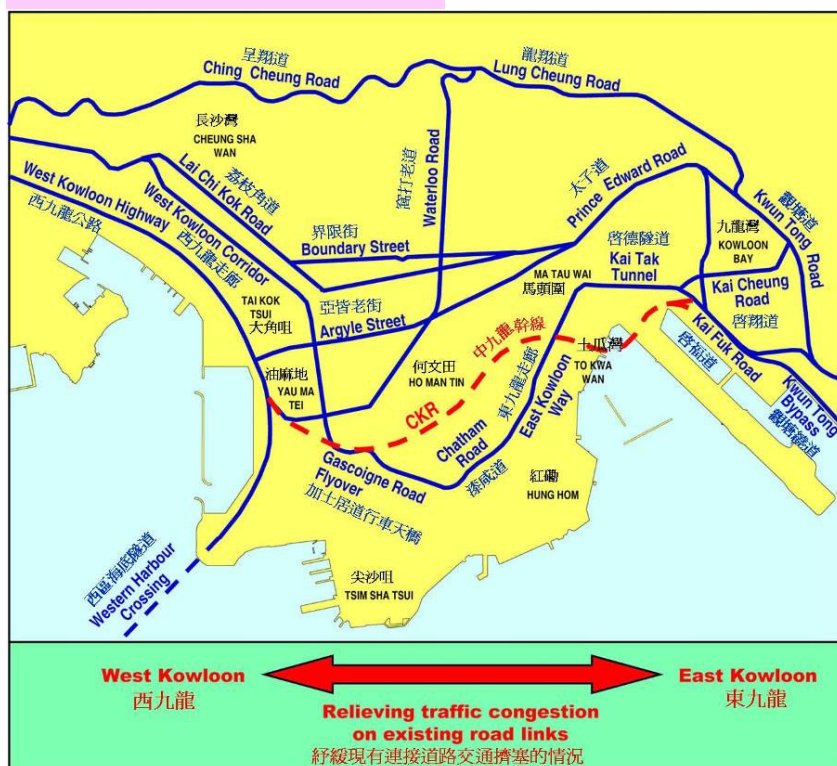 呈翔道
Ching Cheung Road
龍翔道
Lung Cheung Road
長沙灣
CHEUNG SHA
WAN
荔枝角道
Lai Chi Kok Road
窩打老道
Waterloo Road
太子道
Prince Edward Road
觀塘道
Kwun Tong Road
West Kowloon Highway
西九龍公路
West Kowloon Corridor
西九龍走廊
界限街
Boundary Street
啓德隧道
Kai Tak
Tunnel
九龍灣
KOWLOON
BAY
MA TAU WAI
馬頭圍
TAI KOK
TSUI
大角咀
亞皆老街
Argyle Street
Kai Cheung
Road
啓翔道
中九龍幹線
CKR
土瓜灣
TO KWA
WAN
Kai Fuk Road
啓福道
油麻地
YAU MA
TEI
何文田
HO MAN TIN
東九龍走廊
East Kowloon
Way
Kwun Tong
Bypass
觀塘繞道
Chatham
Road
漆咸道
Gascoigne Road
Flyover
加士居道行車天橋
紅磡
HUNG HOM
西區海底隧道
Western Harbour
Crossing
尖沙咀
TSIM SHA TSUI
West Kowloon
西九龍
East Kowloon
東九龍
Relieving traffic congestion
on existing road links
紓緩現有連接道路交通擠塞的情況